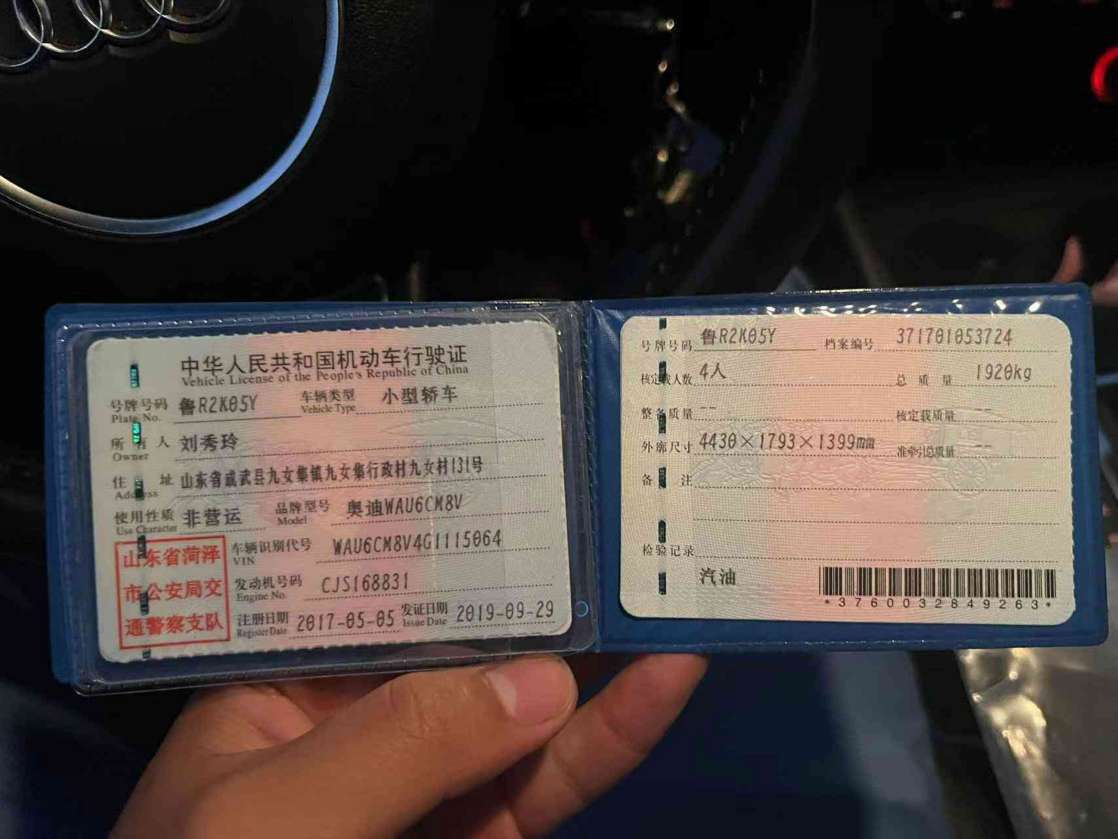 中华人民共和国机动车行驶证
Vehicle License of the People's Republic of China
号牌号码 鲁R2K05Y 车辆类型 小型轿车
Plate No. Vehicle Type
所有人 刘秀玲
Owner
住址 山东省成武县九女集镇九女集行政村九女村131号
Address
使用性质 非营运 品牌型号 奥迪WAU6CM8V
Use Character Model
山东省菏泽
市公安局交
通警察支队
车辆识别代号 WAU6CM8V4G1115064
VIN
发动机号码 CJS168831
Engine No.
注册日期 2017-05-05 发证日期 2019-09-29
Register Date Issue Date
号牌号码 鲁R2K05Y 档案编号 371701053724
核定载人数 4人 总质量 1920kg
整备质量 -- 核定载质量 --
外廓尺寸 4430×1793×1399mm 准牵引总质量 --
备注
检验记录
汽油
*3760032849263*